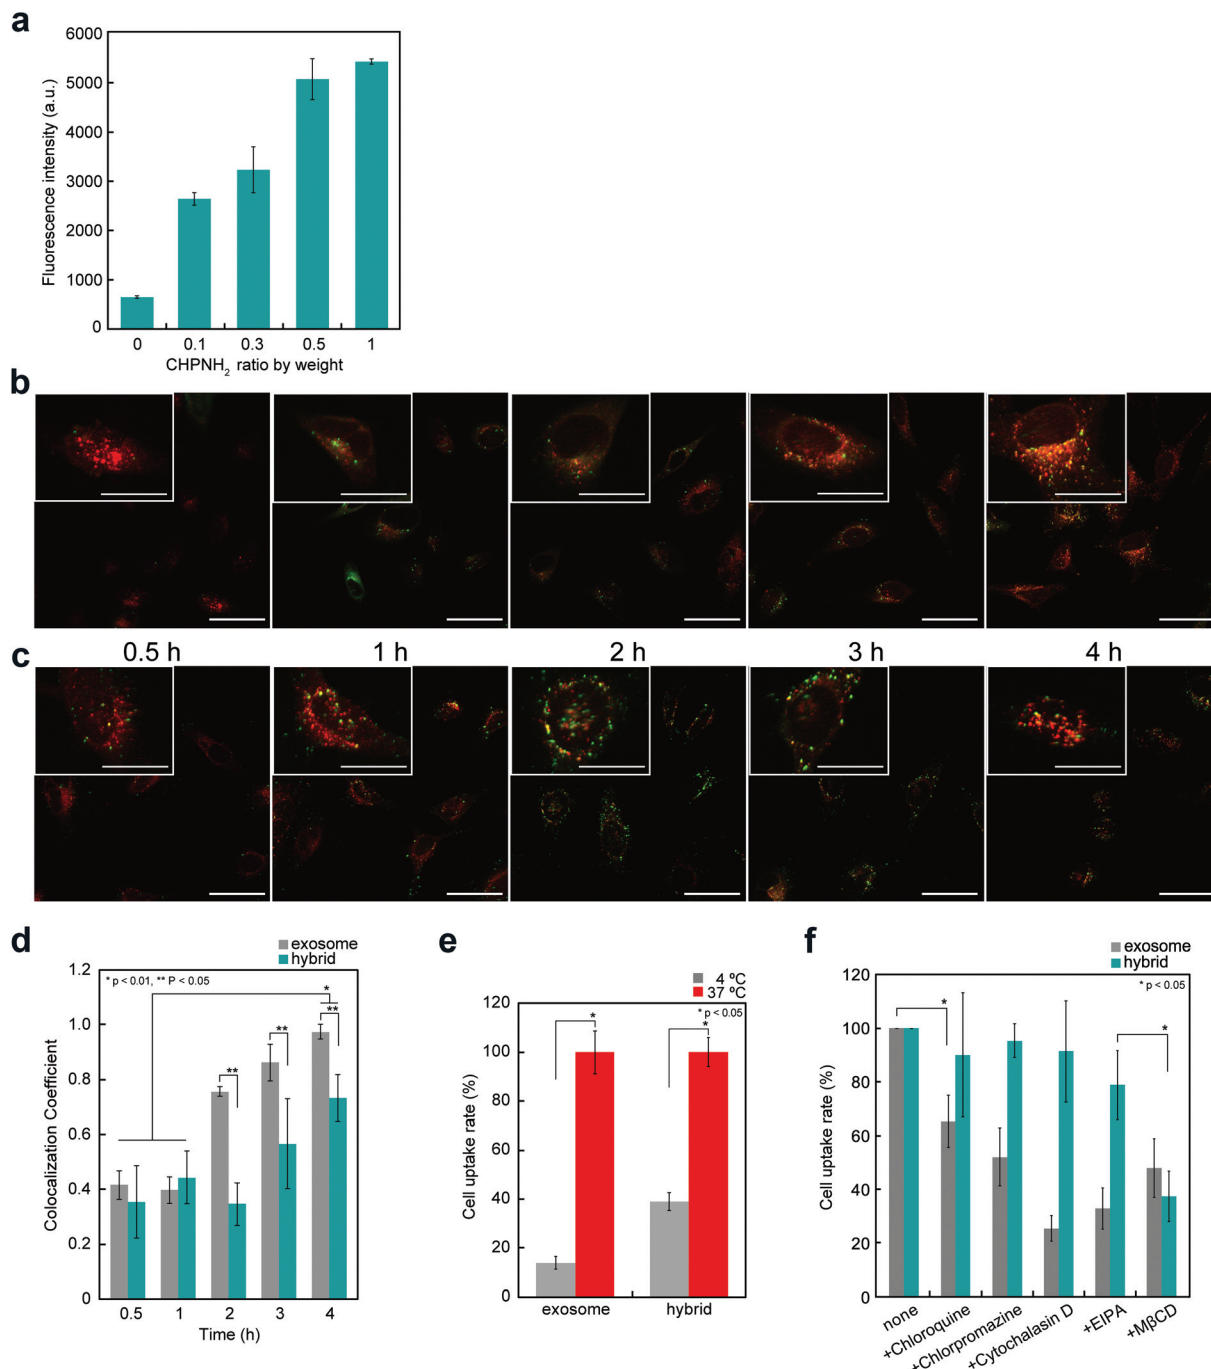 a
6000
5000
4000
3000
2000
1000
0
Fluorescence intensity (a.u.)
0 0.1 0.3 0.5 1
CHPNH2 ratio by weight
b
c
0.5 h 1 h 2 h 3 h 4 h
d
exosome
hybrid
* p < 0.01, ** P < 0.05
1.2
1.0
0.8
0.6
0.4
0.2
0
Colocalization Coefficient
*
**
**
**
0.5 1 2 3 4
Time (h)
e
4 ºC
37 ºC
* p < 0.05
120
100
80
60
40
20
0
Cell uptake rate (%)
*
*
exosome hybrid
f
exosome
hybrid
* p < 0.05
120
100
80
60
40
20
0
Cell uptake rate (%)
*
*
none
+Chloroquine
+Chlorpromazine
+Cytochalasin D
+EIPA
+MβCD